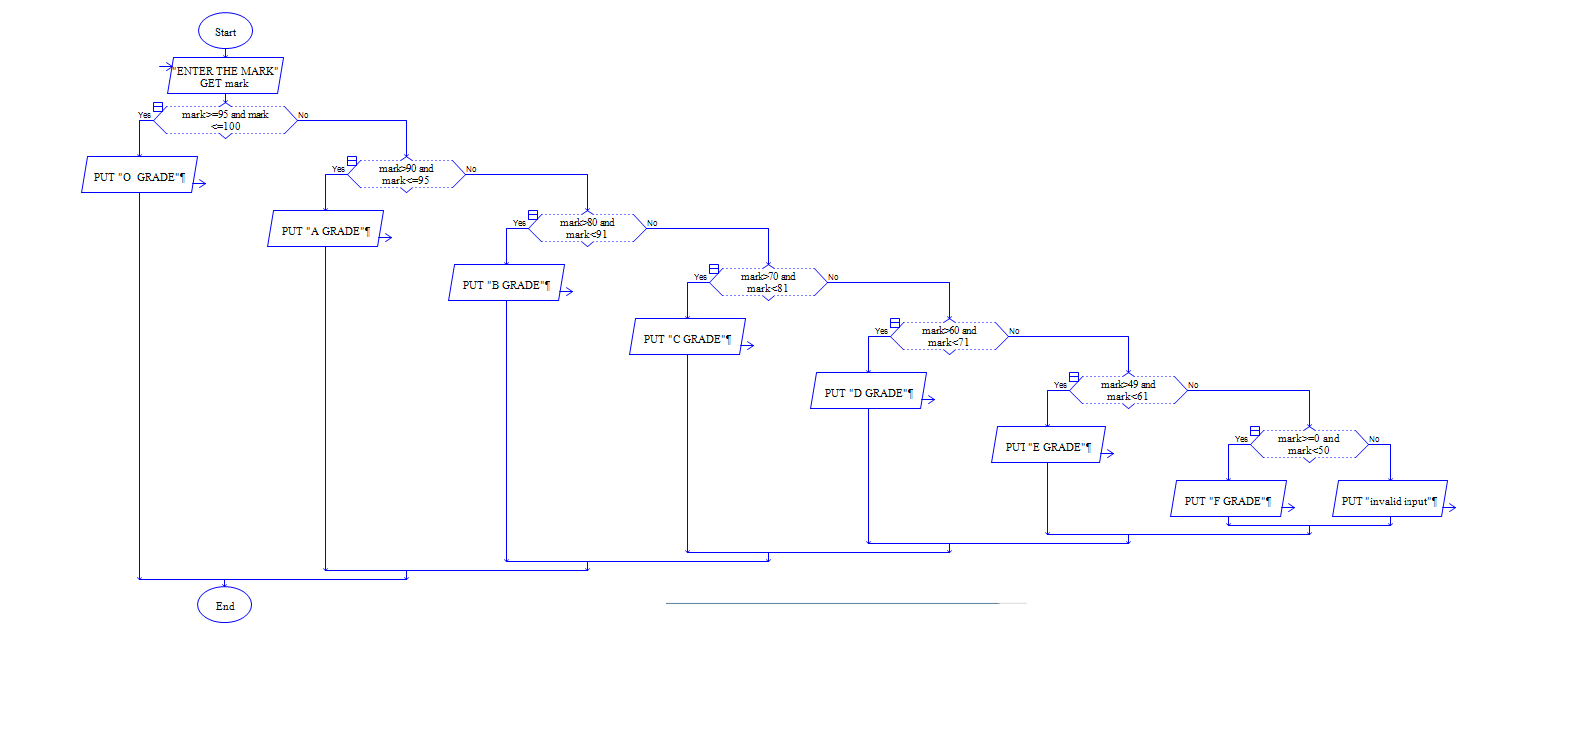 Start
"ENTER THE MARK"
GET mark
Yes
mark>=95 and mark
<=100
No
PUT "O  GRADE"¶
Yes
mark>90 and
mark<=95
No
PUT "A GRADE"¶
Yes
mark>80 and
mark<91
No
PUT "B GRADE"¶
Yes
mark>70 and
mark<81
No
PUT "C GRADE"¶
Yes
mark>60 and
mark<71
No
PUT "D GRADE"¶
Yes
mark>49 and
mark<61
No
PUT "E GRADE"¶
Yes
mark>=0 and
mark<50
No
PUT "F GRADE"¶
PUT "invalid input"¶
End